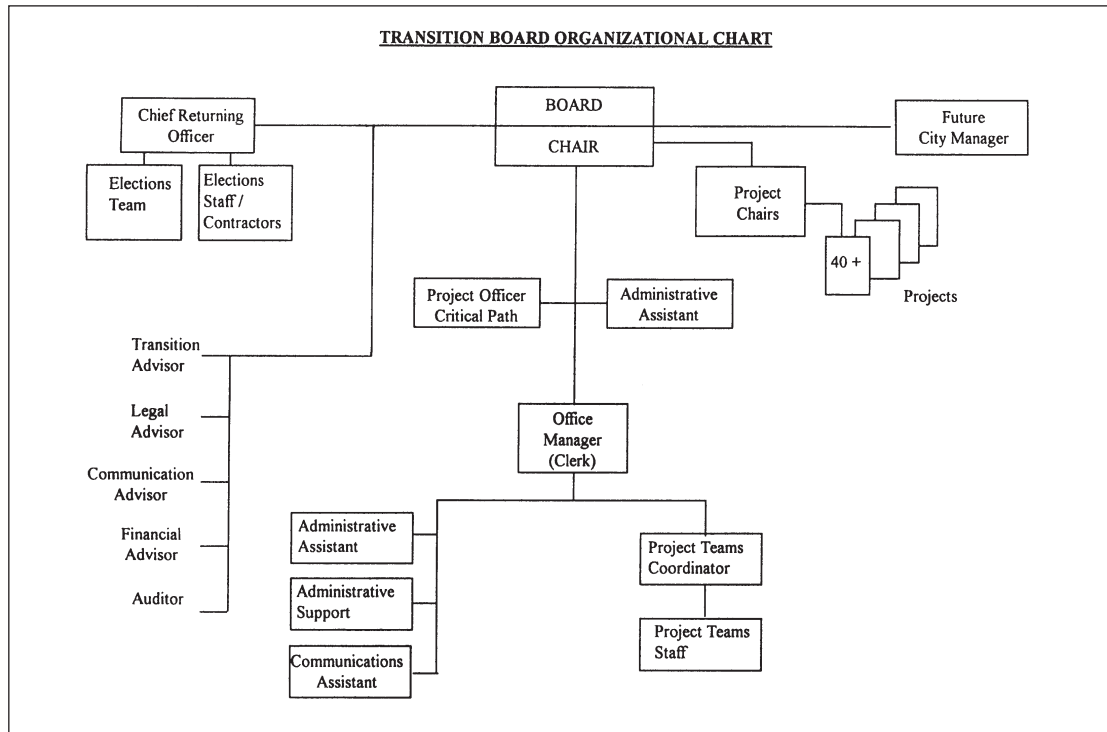 TRANSITION BOARD ORGANIZATIONAL CHART
BOARD
CHAIR
Chief Returning
Officer
Future
City Manager
Elections
Team
Elections
Staff /
Contractors
Project
Chairs
40 +
Projects
Project Officer
Critical Path
Administrative
Assistant
Transition
Advisor
Legal
Advisor
Communication
Advisor
Financial
Advisor
Auditor
Office
Manager
(Clerk)
Administrative
Assistant
Administrative
Support
Communications
Assistant
Project Teams
Coordinator
Project Teams
Staff